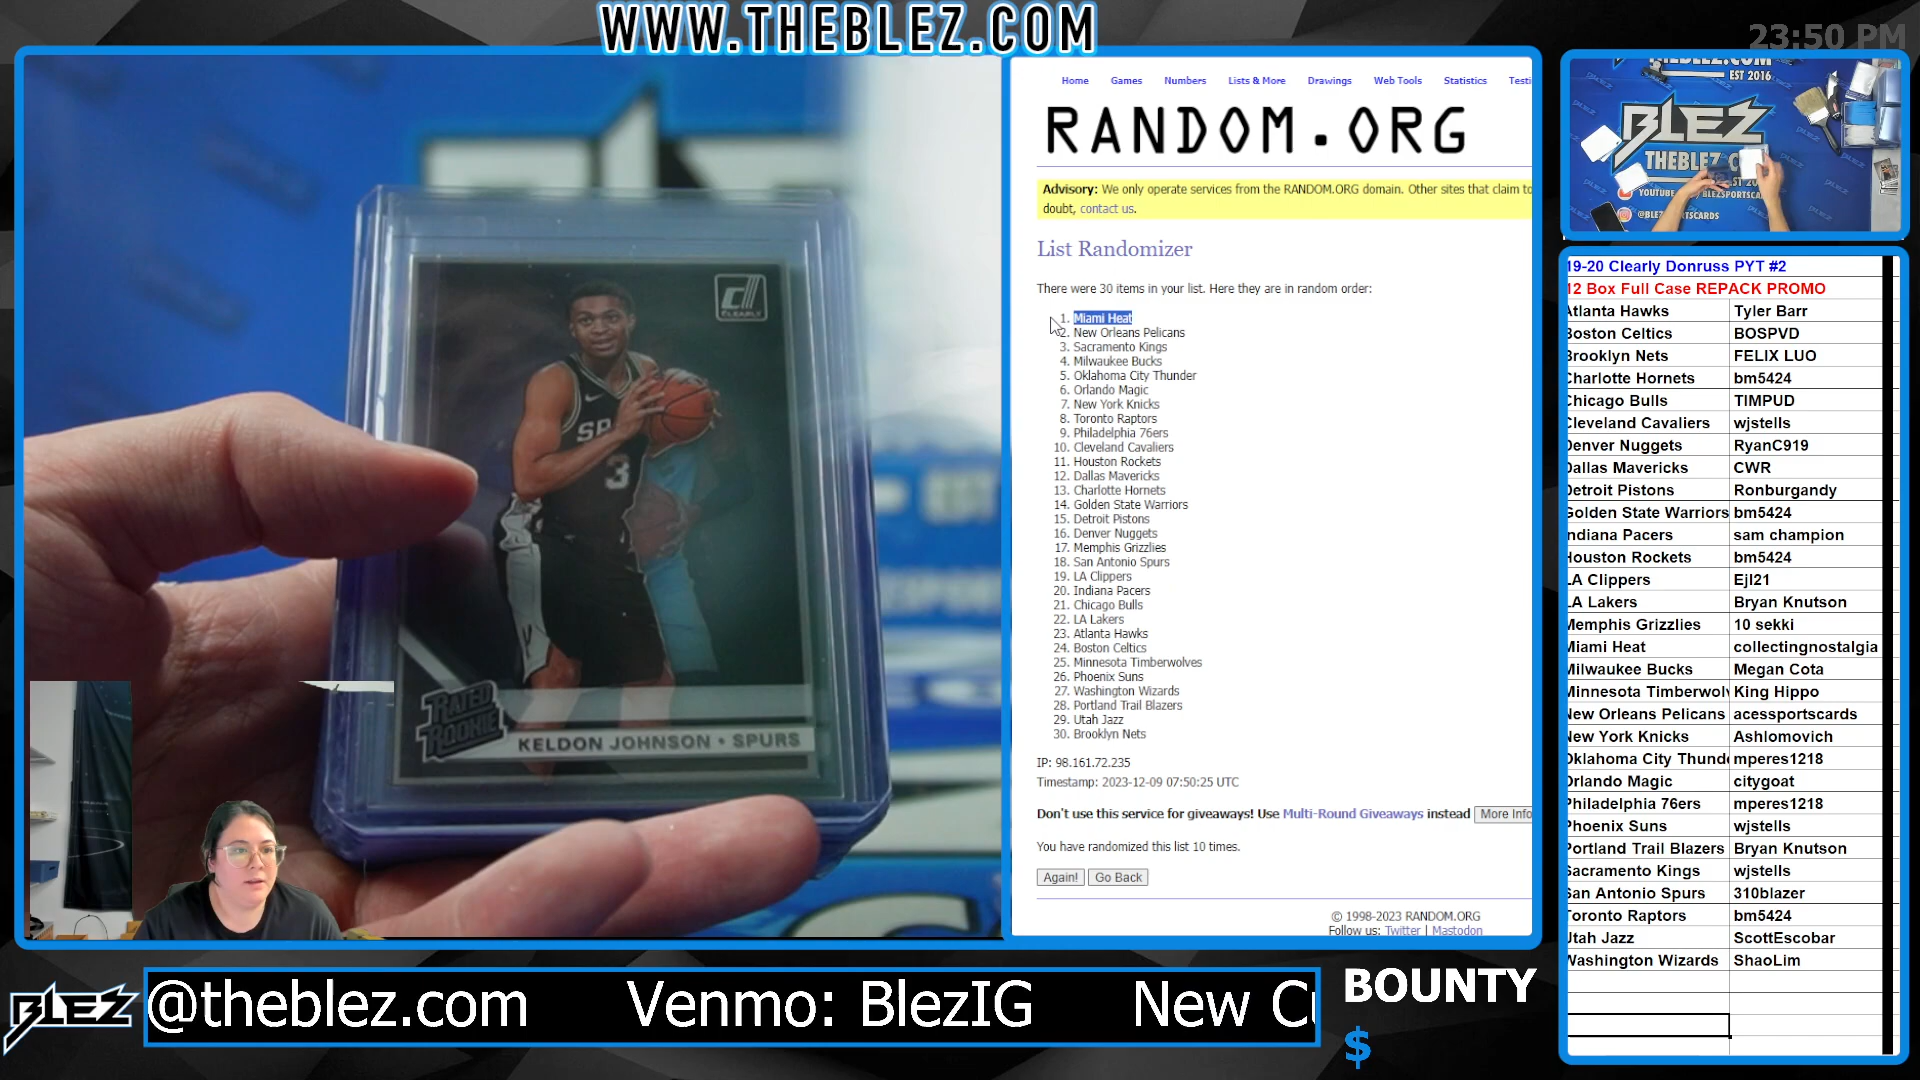 WWW.THEBLEZ.COM
23:50 PM
CLEARLY
SP
3
RATED
ROOKIE
KELDON JOHNSON • SPURS
Home Games Numbers Lists & More Drawings Web Tools Statistics Testi
RANDOM.ORG
Advisory: We only operate services from the RANDOM.ORG domain. Other sites that claim to
doubt, contact us.
List Randomizer
There were 30 items in your list. Here they are in random order:
1. Miami Heat
2. New Orleans Pelicans
3. Sacramento Kings
4. Milwaukee Bucks
5. Oklahoma City Thunder
6. Orlando Magic
7. New York Knicks
8. Toronto Raptors
9. Philadelphia 76ers
10. Cleveland Cavaliers
11. Houston Rockets
12. Dallas Mavericks
13. Charlotte Hornets
14. Golden State Warriors
15. Detroit Pistons
16. Denver Nuggets
17. Memphis Grizzlies
18. San Antonio Spurs
19. LA Clippers
20. Indiana Pacers
21. Chicago Bulls
22. LA Lakers
23. Atlanta Hawks
24. Boston Celtics
25. Minnesota Timberwolves
26. Phoenix Suns
27. Washington Wizards
28. Portland Trail Blazers
29. Utah Jazz
30. Brooklyn Nets
IP: 98.161.72.235
Timestamp: 2023-12-09 07:50:25 UTC
Don't use this service for giveaways! Use Multi-Round Giveaways instead More Info
You have randomized this list 10 times.
Again! Go Back
© 1998-2023 RANDOM.ORG
Follow us: Twitter | Mastodon
EST 2016
BLEZ
THEBLEZ.C
19-20 Clearly Donruss PYT #2
12 Box Full Case REPACK PROMO
Atlanta Hawks Tyler Barr
Boston Celtics BOSPVD
Brooklyn Nets FELIX LUO
Charlotte Hornets bm5424
Chicago Bulls TIMPUD
Cleveland Cavaliers wjstells
Denver Nuggets RyanC919
Dallas Mavericks CWR
Detroit Pistons Ronburgandy
Golden State Warriors bm5424
Indiana Pacers sam champion
Houston Rockets bm5424
LA Clippers Ejl21
LA Lakers Bryan Knutson
Memphis Grizzlies 10 sekki
Miami Heat collectingnostalgia
Milwaukee Bucks Megan Cota
Minnesota Timberwolv King Hippo
New Orleans Pelicans acessportscards
New York Knicks Ashlomovich
Oklahoma City Thunde mperes1218
Orlando Magic citygoat
Philadelphia 76ers mperes1218
Phoenix Suns wjstells
Portland Trail Blazers Bryan Knutson
Sacramento Kings wjstells
San Antonio Spurs 310blazer
Toronto Raptors bm5424
Utah Jazz ScottEscobar
Washington Wizards ShaoLim
BLEZ @theblez.com Venmo: BlezIG New Cu
BOUNTY
$